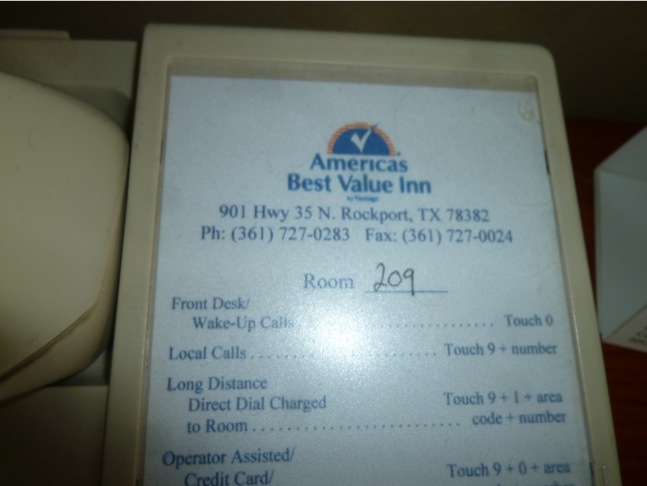 Americas
Best Value Inn
by Vantage
901 Hwy 35 N. Rockport, TX 78382
Ph: (361) 727-0283 Fax: (361) 727-0024
Room 209
Front Desk/
Wake-Up Calls . . . . . . . . . . . . . . . . . . . . . . Touch 0
Local Calls . . . . . . . . . . . . . . . . . . . . Touch 9 + number
Long Distance
Direct Dial Charged Touch 9 + 1 + area
to Room . . . . . . . . . . . . . . . . . . . . . . . code + number
Operator Assisted/
Credit Card/ Touch 9 + 0 + area